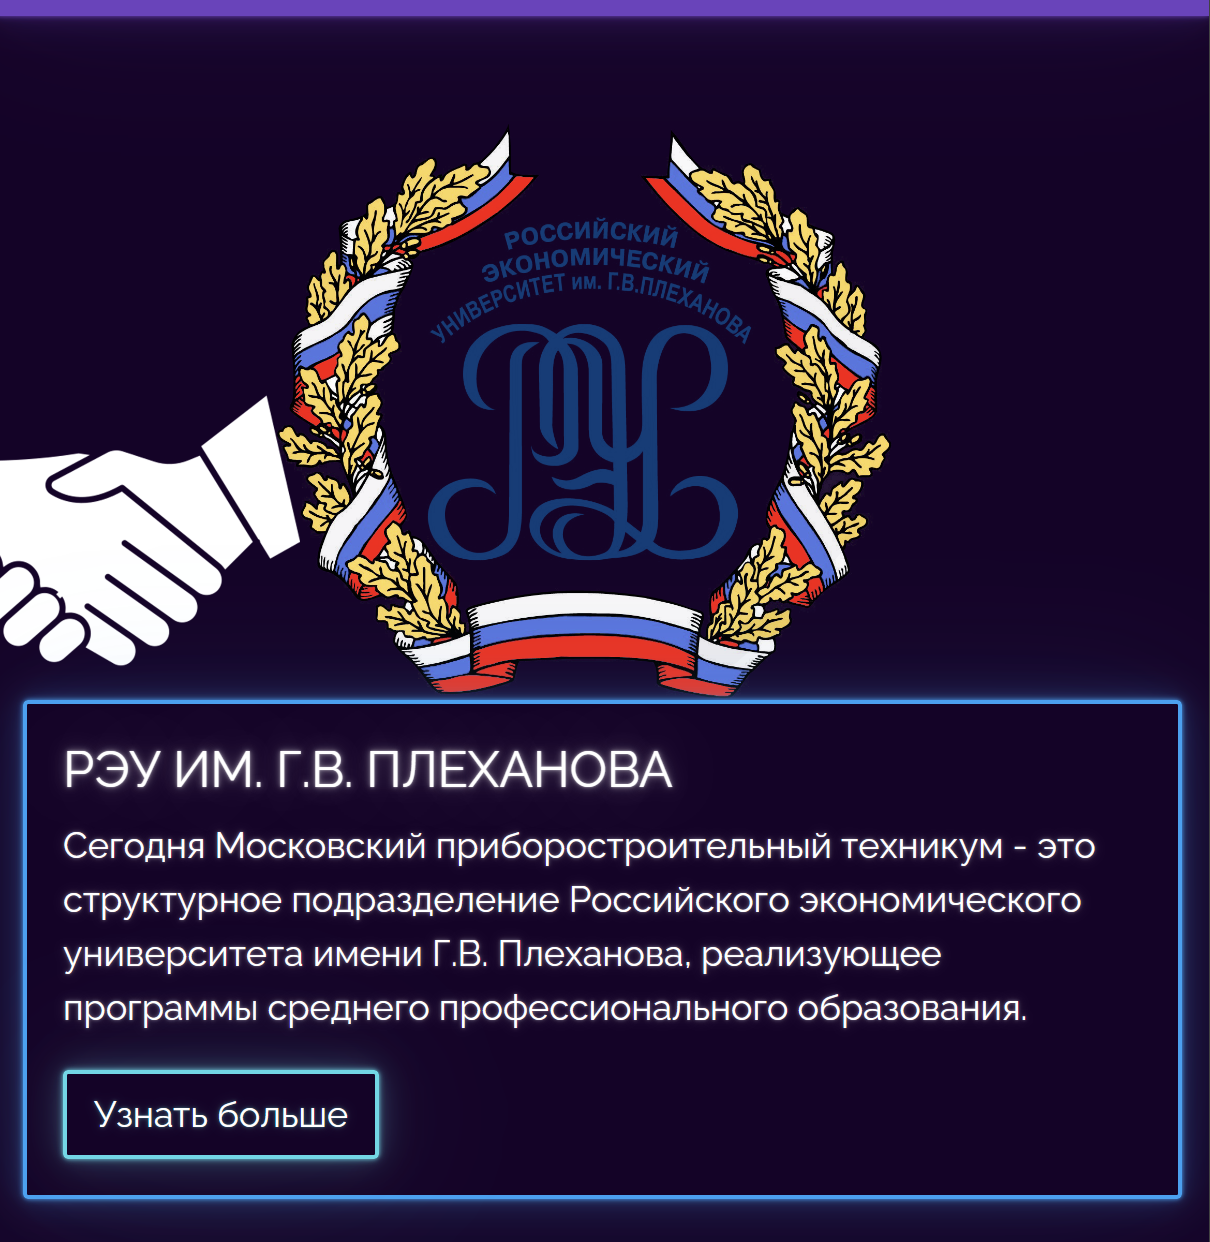 РОССИЙСКИЙ
ЭКОНОМИЧЕСКИЙ
УНИВЕРСИТЕТ им. Г.В.ПЛЕХАНОВА
РЭУ ИМ. Г.В. ПЛЕХАНОВА
Сегодня Московский приборостроительный техникум - это
структурное подразделение Российского экономического
университета имени Г.В. Плеханова, реализующее
программы среднего профессионального образования.
Узнать больше